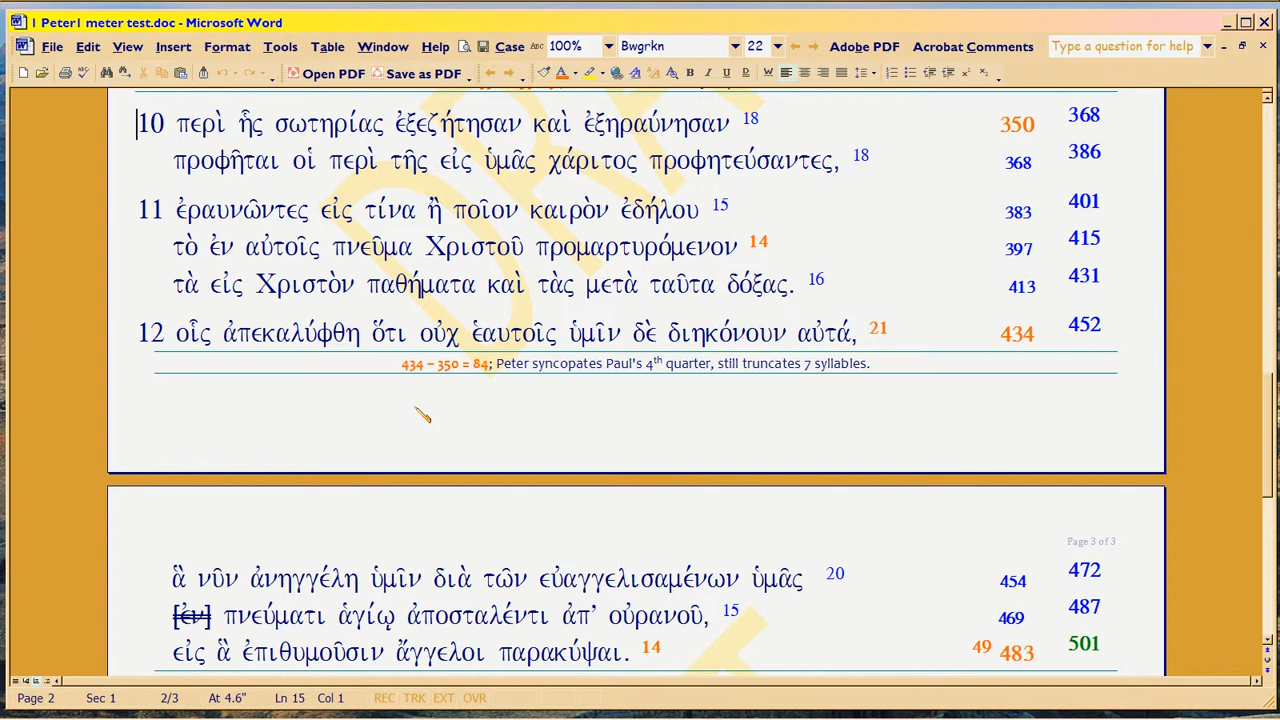 1 Peter1 meter test.doc - Microsoft Word
File Edit View Insert Format Tools Table Window Help Case 100% Bwgrkn 22 Adobe PDF Acrobat Comments Type a question for help
Open PDF Save as PDF B I U D W
10 περὶ ἧς σωτηρίας ἐξεζήτησαν καὶ ἐξηραύνησαν 18 350 368
προφῆται οἱ περὶ τῆς εἰς ὑμᾶς χάριτος προφητεύσαντες, 18 368 386
11 ἐραυνῶντες εἰς τίνα ἢ ποῖον καιρὸν ἐδήλου 15 383 401
τὸ ἐν αὐτοῖς πνεῦμα Χριστοῦ προμαρτυρόμενον 14 397 415
τὰ εἰς Χριστὸν παθήματα καὶ τὰς μετὰ ταῦτα δόξας. 16 413 431
12 οἷς ἀπεκαλύφθη ὅτι οὐχ ἑαυτοῖς ὑμῖν δὲ διηκόνουν αὐτά, 21 434 452
434 – 350 = 84; Peter syncopates Paul's 4th quarter, still truncates 7 syllables.
Page 3 of 3
ἃ νῦν ἀνηγγέλη ὑμῖν διὰ τῶν εὐαγγελισαμένων ὑμᾶς 20 454 472
[ἐν] πνεύματι ἁγίῳ ἀποσταλέντι ἀπ’ οὐρανοῦ, 15 469 487
εἰς ἃ ἐπιθυμοῦσιν ἄγγελοι παρακύψαι. 14 49 483 501
Page 2 Sec 1 2/3 At 4.6" Ln 15 Col 1 REC TRK EXT OVR